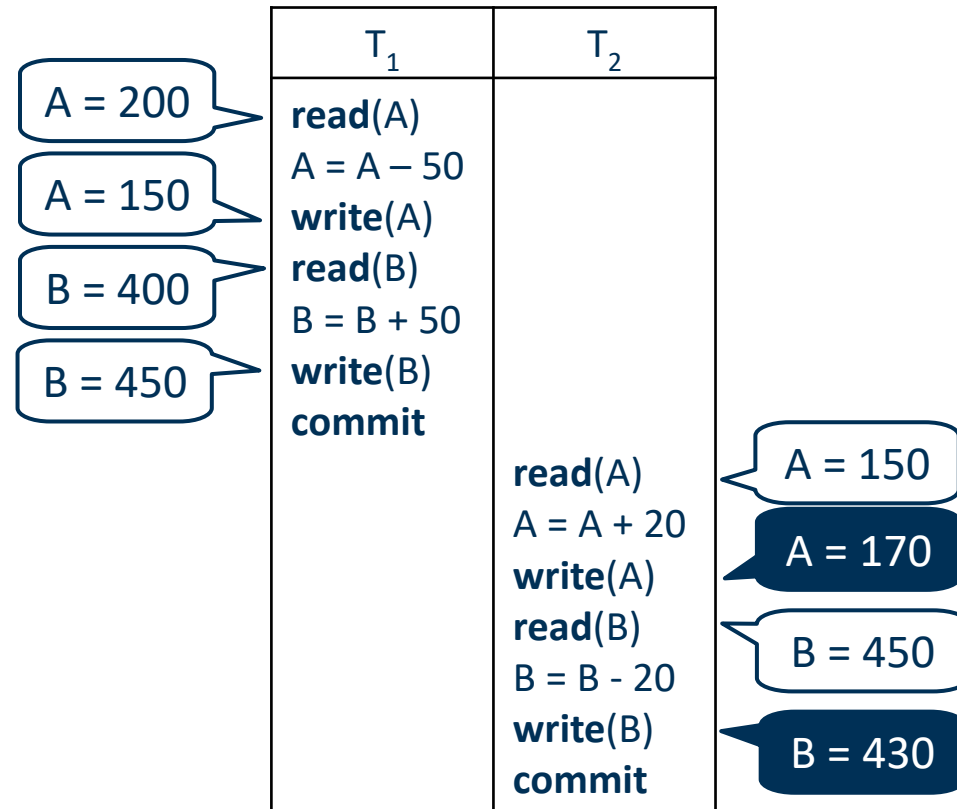 T₁ T₂
A = 200
read(A)
A = A – 50
A = 150
write(A)
read(B)
B = 400
B = B + 50
write(B)
B = 450
commit
read(A)
A = 150
A = A + 20
A = 170
write(A)
read(B)
B = 450
B = B - 20
write(B)
B = 430
commit